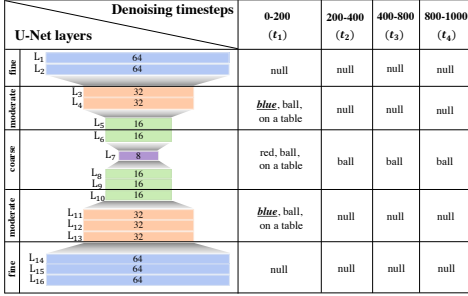 Denoising timesteps
U-Net layers
0-200
(t₁)
200-400
(t₂)
400-800
(t₃)
800-1000
(t₄)
fine
L₁ 64
L₂ 64
null
null
null
null
moderate
L₃ 32
L₄ 32
L₅ 16
blue, ball,
on a table
null
null
null
coarse
L₆ 16
L₇ 8
L₈ 16
L₉ 16
L₁₀ 16
red, ball,
on a table
ball
ball
ball
moderate
L₁₁ 32
L₁₂ 32
L₁₃ 32
blue, ball,
on a table
null
null
null
fine
L₁₄ 64
L₁₅ 64
L₁₆ 64
null
null
null
null